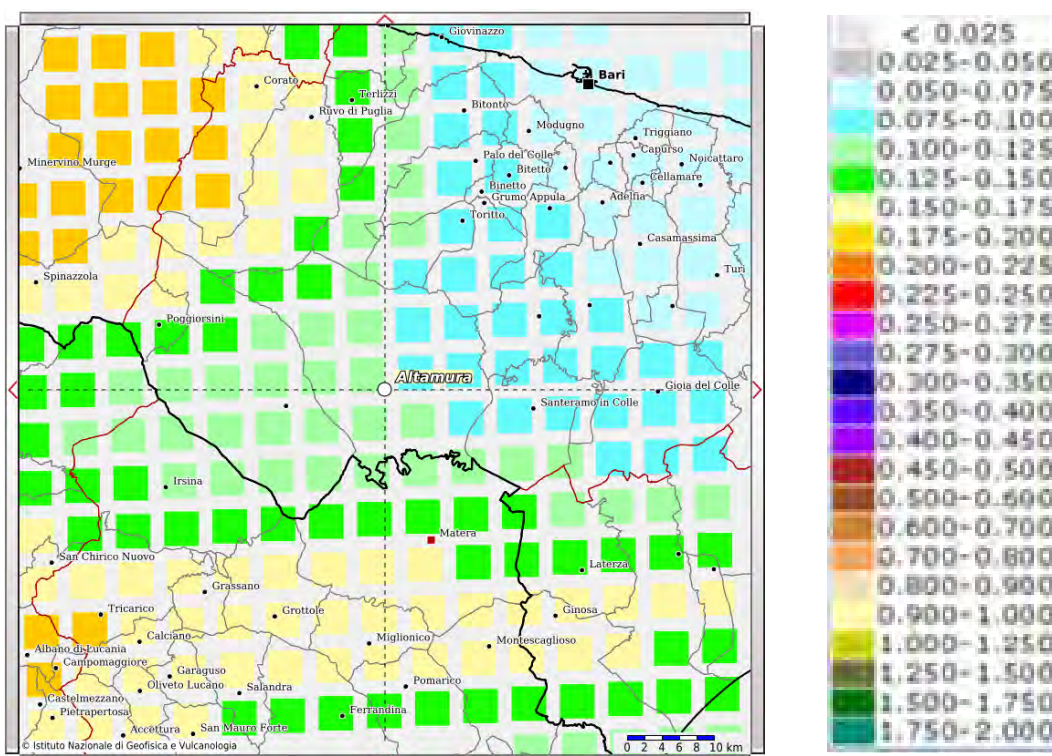 Giovinazzo
Bari
Corato
Terlizzi
Ruvo di Puglia
Bitonto
Modugno
Triggiano
Minervino Murge
Palo del Colle
Capurso
Noicattaro
Bitetto
Cellamare
Binetto
Grumo Appula
Adelfia
Toritto
Casamassima
Spinazzola
Turi
Poggiorsini
Altamura
Gioia del Colle
Santeramo in Colle
Irsina
Matera
San Chirico Nuovo
Laterza
Grassano
Tricarico
Grottole
Ginosa
Calciano
Miglionico
Montescaglioso
Albano di Lucania
Campomaggiore
Garaguso
Oliveto Lucano
Salandra
Pomarico
Castelmezzano
Pietrapertosa
Ferrandina
Accettura
San Mauro Forte
© Istituto Nazionale di Geofisica e Vulcanologia
0 2 4 6 8 10 km
< 0.025
0.025-0.050
0.050-0.075
0.075-0.100
0.100-0.125
0.125-0.150
0.150-0.175
0.175-0.200
0.200-0.225
0.225-0.250
0.250-0.275
0.275-0.300
0.300-0.350
0.350-0.400
0.400-0.450
0.450-0.500
0.500-0.600
0.600-0.700
0.700-0.800
0.800-0.900
0.900-1.000
1.000-1.250
1.250-1.500
1.500-1.750
1.750-2.000